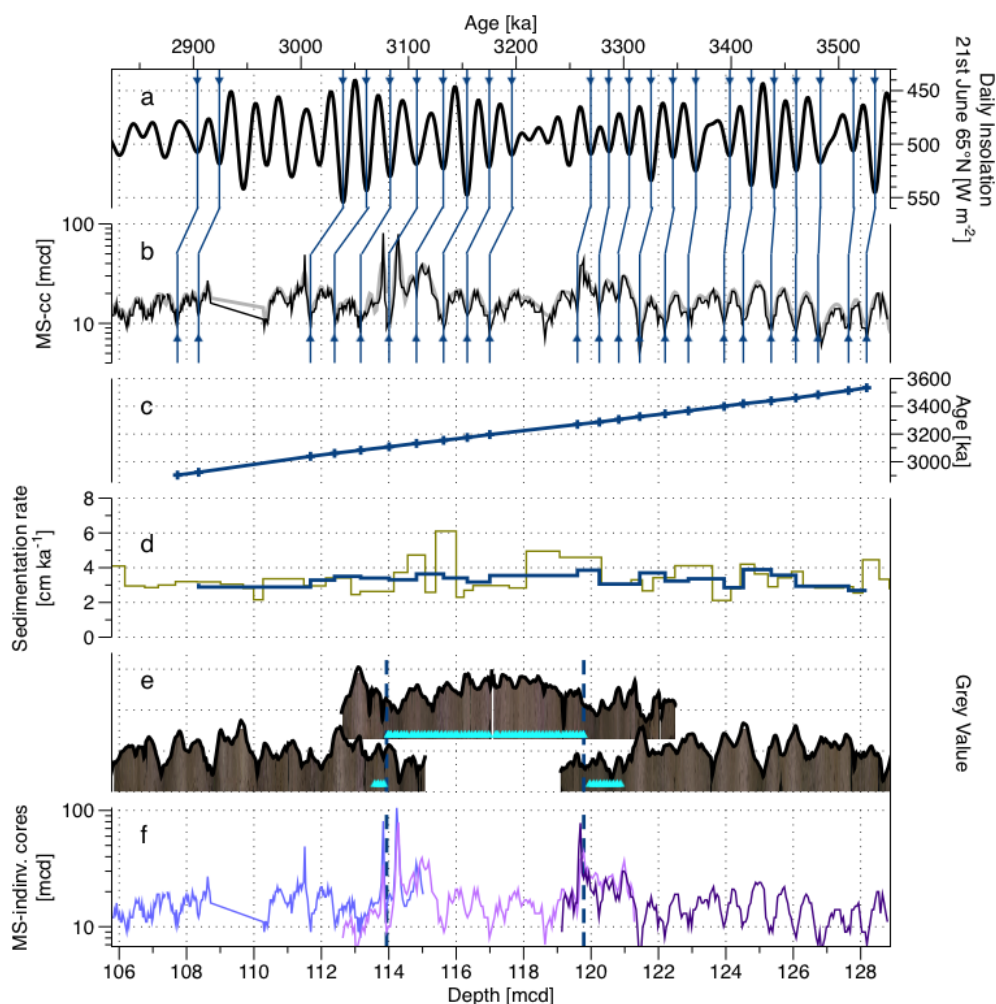 Age [ka]
2900 3000 3100 3200 3300 3400 3500
a
450
500
550
Daily Insolation
21st June 65°N [W m⁻²]
b
100
10
MS-cc [mcd]
c
3600
3400
3200
3000
Age [ka]
d
8
6
4
2
0
Sedimentation rate
[cm ka⁻¹]
e
Grey Value
f
100
10
MS-indinv. cores
[mcd]
106 108 110 112 114 116 118 120 122 124 126 128
Depth [mcd]